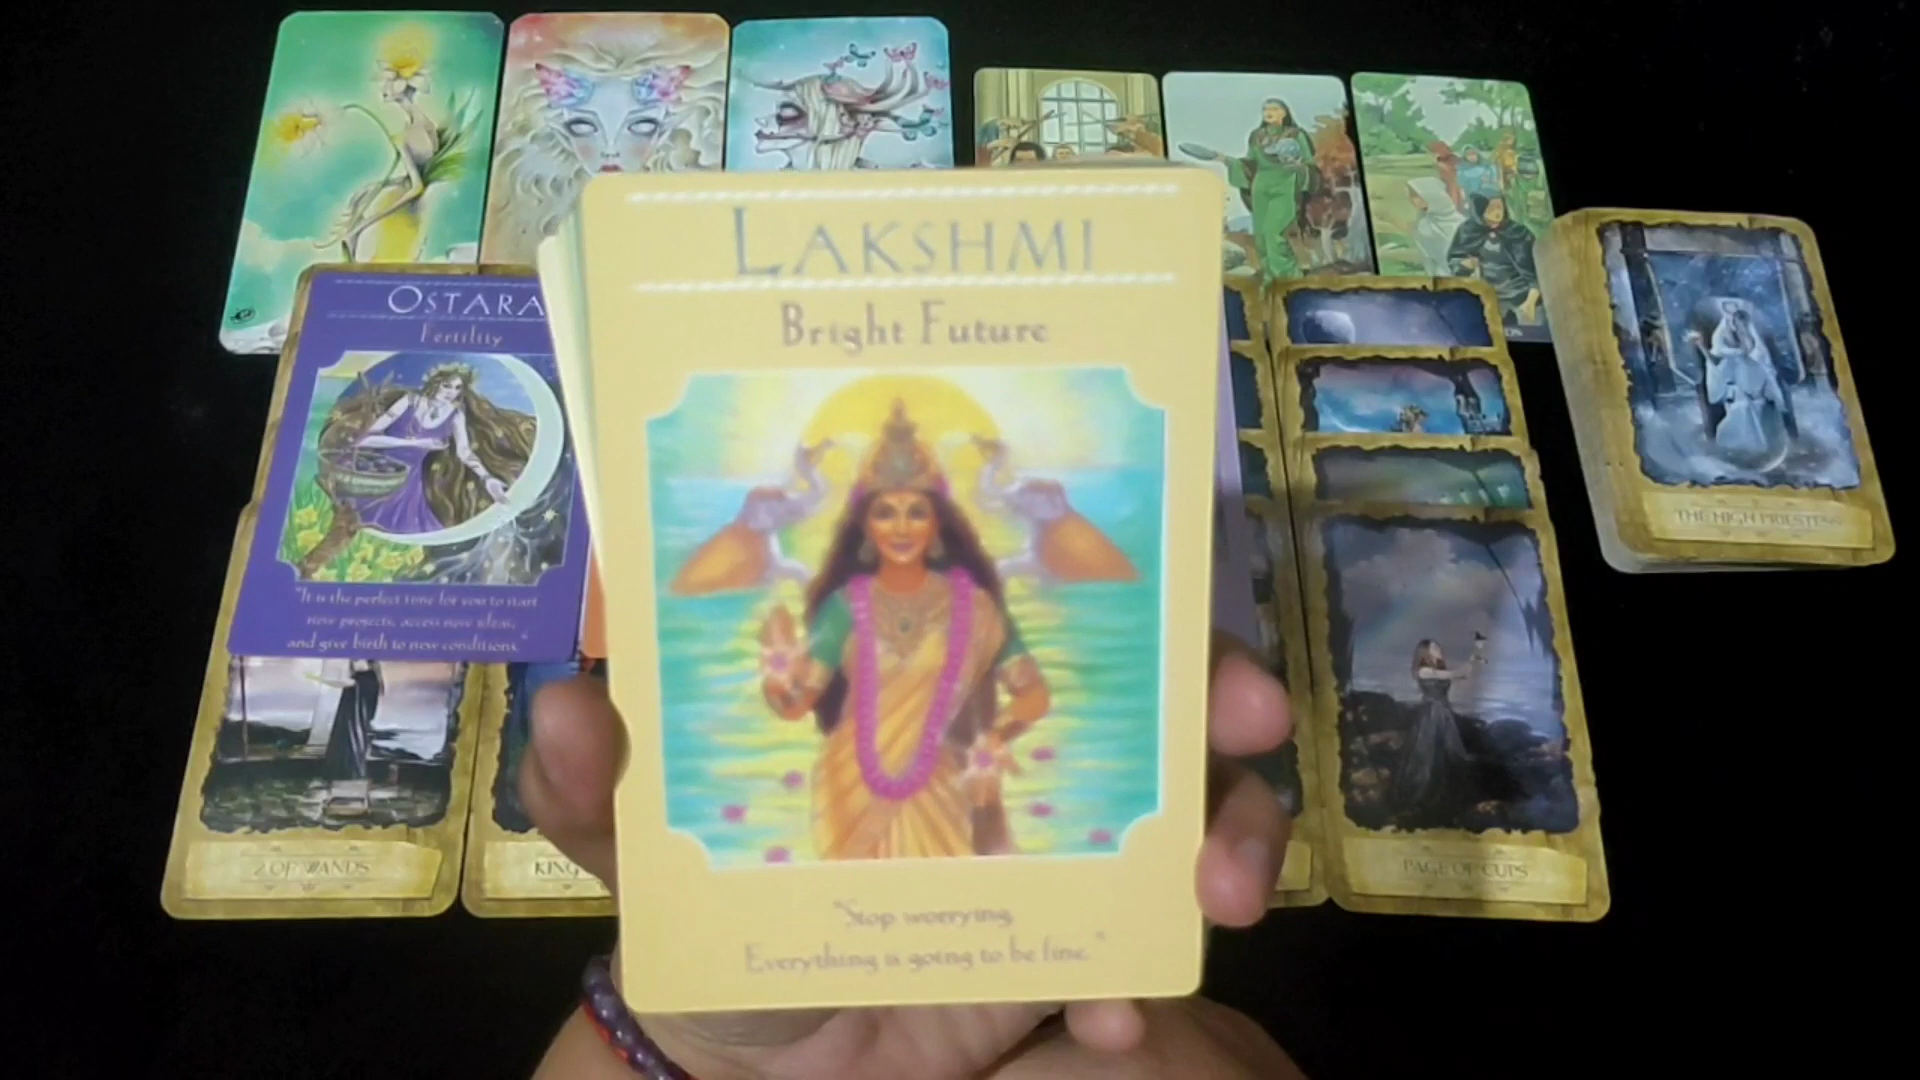 LAKSHMI
Bright Future
"Stop worrying.
Everything is going to be fine."
OSTARA
Fertility
"It is the perfect time for you to start
new projects, access new ideas,
and give birth to new conditions."
THE HIGH PRIESTESS
2 OF WANDS
KING
PAGE OF CUPS